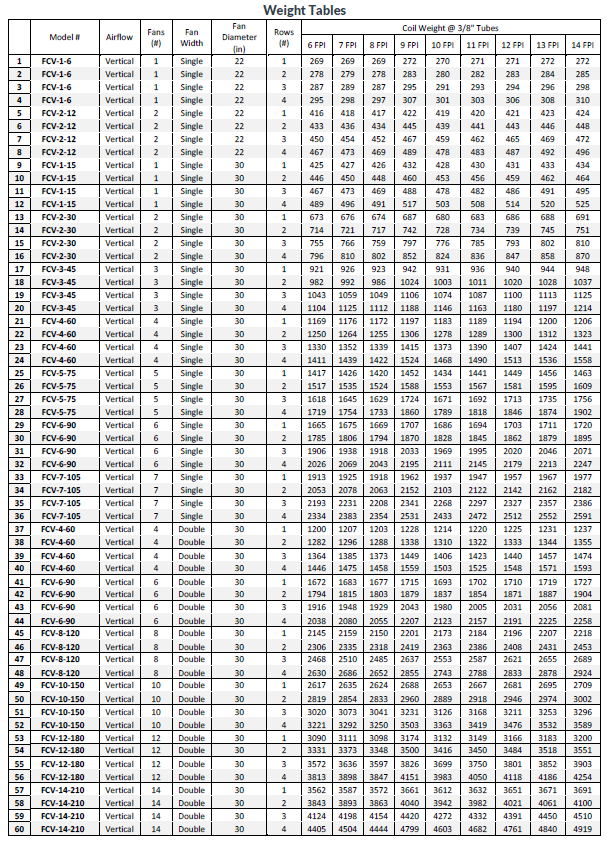 Weight Tables
Model # Airflow Fans (#) Fan Width Fan Diameter (in) Rows (#) Coil Weight @ 3/8" Tubes
6 FPI 7 FPI 8 FPI 9 FPI 10 FPI 11 FPI 12 FPI 13 FPI 14 FPI
1 FCV-1-6 Vertical 1 Single 22 1 269 269 269 272 270 271 271 272 272
2 FCV-1-6 Vertical 1 Single 22 2 278 279 278 283 280 282 283 284 285
3 FCV-1-6 Vertical 1 Single 22 3 287 289 287 295 291 293 294 296 298
4 FCV-1-6 Vertical 1 Single 22 4 295 298 297 307 301 303 306 308 310
5 FCV-2-12 Vertical 2 Single 22 1 416 418 417 422 419 420 421 423 424
6 FCV-2-12 Vertical 2 Single 22 2 433 436 434 445 439 441 443 446 448
7 FCV-2-12 Vertical 2 Single 22 3 450 454 452 467 459 462 465 469 472
8 FCV-2-12 Vertical 2 Single 22 4 467 473 469 489 478 483 487 492 496
9 FCV-1-15 Vertical 1 Single 30 1 425 427 426 432 428 430 431 433 434
10 FCV-1-15 Vertical 1 Single 30 2 446 450 448 460 453 456 459 462 464
11 FCV-1-15 Vertical 1 Single 30 3 467 473 469 488 478 482 486 491 495
12 FCV-1-15 Vertical 1 Single 30 4 489 496 491 517 503 508 514 520 525
13 FCV-2-30 Vertical 2 Single 30 1 673 676 674 687 680 683 686 688 691
14 FCV-2-30 Vertical 2 Single 30 2 714 721 717 742 728 734 739 745 751
15 FCV-2-30 Vertical 2 Single 30 3 755 766 759 797 776 785 793 802 810
16 FCV-2-30 Vertical 2 Single 30 4 796 810 802 852 824 836 847 858 870
17 FCV-3-45 Vertical 3 Single 30 1 921 926 923 942 931 936 940 944 948
18 FCV-3-45 Vertical 3 Single 30 2 982 992 986 1024 1003 1011 1020 1028 1037
19 FCV-3-45 Vertical 3 Single 30 3 1043 1059 1049 1106 1074 1087 1100 1113 1125
20 FCV-3-45 Vertical 3 Single 30 4 1104 1125 1112 1188 1146 1163 1180 1197 1214
21 FCV-4-60 Vertical 4 Single 30 1 1169 1176 1172 1197 1183 1189 1194 1200 1206
22 FCV-4-60 Vertical 4 Single 30 2 1250 1264 1255 1306 1278 1289 1300 1312 1323
23 FCV-4-60 Vertical 4 Single 30 3 1330 1352 1339 1415 1373 1390 1407 1424 1441
24 FCV-4-60 Vertical 4 Single 30 4 1411 1439 1422 1524 1468 1490 1513 1536 1558
25 FCV-5-75 Vertical 5 Single 30 1 1417 1426 1420 1452 1434 1441 1449 1456 1463
26 FCV-5-75 Vertical 5 Single 30 2 1517 1535 1524 1588 1553 1567 1581 1595 1609
27 FCV-5-75 Vertical 5 Single 30 3 1618 1645 1629 1724 1671 1692 1713 1735 1756
28 FCV-5-75 Vertical 5 Single 30 4 1719 1754 1733 1860 1789 1818 1846 1874 1902
29 FCV-6-90 Vertical 6 Single 30 1 1665 1675 1669 1707 1686 1694 1703 1711 1720
30 FCV-6-90 Vertical 6 Single 30 2 1785 1806 1794 1870 1828 1845 1862 1879 1895
31 FCV-6-90 Vertical 6 Single 30 3 1906 1938 1918 2033 1969 1995 2020 2046 2071
32 FCV-6-90 Vertical 6 Single 30 4 2026 2069 2043 2195 2111 2145 2179 2213 2247
33 FCV-7-105 Vertical 7 Single 30 1 1913 1925 1918 1962 1937 1947 1957 1967 1977
34 FCV-7-105 Vertical 7 Single 30 2 2053 2078 2063 2152 2103 2122 2142 2162 2182
35 FCV-7-105 Vertical 7 Single 30 3 2193 2231 2208 2341 2268 2297 2327 2357 2386
36 FCV-7-105 Vertical 7 Single 30 4 2334 2383 2354 2531 2433 2472 2512 2552 2591
37 FCV-4-60 Vertical 4 Double 30 1 1200 1207 1203 1228 1214 1220 1225 1231 1237
38 FCV-4-60 Vertical 4 Double 30 2 1282 1296 1288 1338 1310 1322 1333 1344 1355
39 FCV-4-60 Vertical 4 Double 30 3 1364 1385 1373 1449 1406 1423 1440 1457 1474
40 FCV-4-60 Vertical 4 Double 30 4 1446 1475 1458 1559 1503 1525 1548 1571 1593
41 FCV-6-90 Vertical 6 Double 30 1 1672 1683 1677 1715 1693 1702 1710 1719 1727
42 FCV-6-90 Vertical 6 Double 30 2 1794 1815 1803 1879 1837 1854 1871 1887 1904
43 FCV-6-90 Vertical 6 Double 30 3 1916 1948 1929 2043 1980 2005 2031 2056 2081
44 FCV-6-90 Vertical 6 Double 30 4 2038 2080 2055 2207 2123 2157 2191 2225 2258
45 FCV-8-120 Vertical 8 Double 30 1 2145 2159 2150 2201 2173 2184 2196 2207 2218
46 FCV-8-120 Vertical 8 Double 30 2 2306 2335 2318 2419 2363 2386 2408 2431 2453
47 FCV-8-120 Vertical 8 Double 30 3 2468 2510 2485 2637 2553 2587 2621 2655 2689
48 FCV-8-120 Vertical 8 Double 30 4 2630 2686 2652 2855 2743 2788 2833 2878 2924
49 FCV-10-150 Vertical 10 Double 30 1 2617 2635 2624 2688 2653 2667 2681 2695 2709
50 FCV-10-150 Vertical 10 Double 30 2 2819 2854 2833 2960 2889 2918 2946 2974 3002
51 FCV-10-150 Vertical 10 Double 30 3 3020 3073 3041 3231 3126 3168 3211 3253 3296
52 FCV-10-150 Vertical 10 Double 30 4 3221 3292 3250 3503 3363 3419 3476 3532 3589
53 FCV-12-180 Vertical 12 Double 30 1 3090 3111 3098 3174 3132 3149 3166 3183 3200
54 FCV-12-180 Vertical 12 Double 30 2 3331 3373 3348 3500 3416 3450 3484 3518 3551
55 FCV-12-180 Vertical 12 Double 30 3 3572 3636 3597 3826 3699 3750 3801 3852 3903
56 FCV-12-180 Vertical 12 Double 30 4 3813 3898 3847 4151 3983 4050 4118 4186 4254
57 FCV-14-210 Vertical 14 Double 30 1 3562 3587 3572 3661 3612 3632 3651 3671 3691
58 FCV-14-210 Vertical 14 Double 30 2 3843 3893 3863 4040 3942 3982 4021 4061 4100
59 FCV-14-210 Vertical 14 Double 30 3 4124 4198 4154 4420 4272 4332 4391 4450 4510
60 FCV-14-210 Vertical 14 Double 30 4 4405 4504 4444 4799 4603 4682 4761 4840 4919